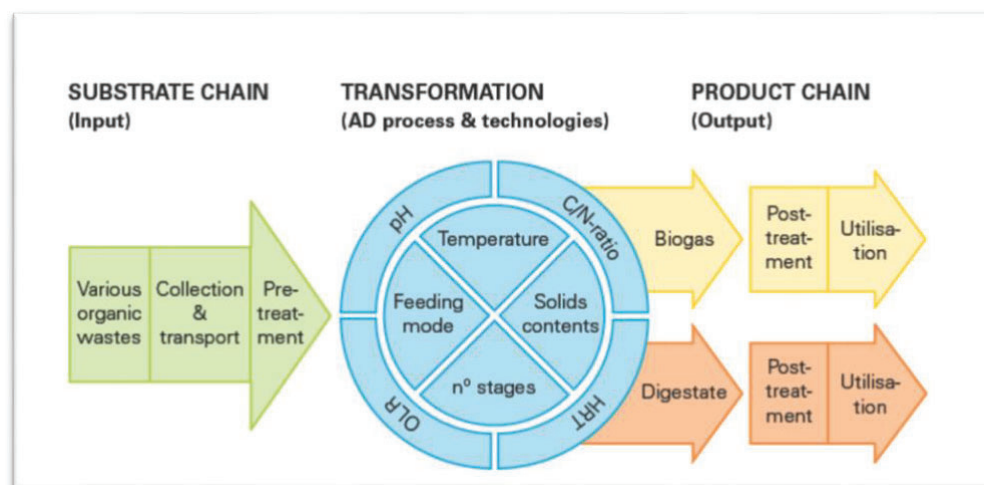 SUBSTRATE CHAIN
(Input)
TRANSFORMATION
(AD process & technologies)
PRODUCT CHAIN
(Output)
Various
organic
wastes
Collection
&
transport
Pre-
treat-
ment
pH
C/N-ratio
Temperature
Feeding
mode
Solids
contents
nº stages
OLR
HRT
Biogas
Post-
treat-
ment
Utilisa-
tion
Digestate
Post-
treat-
ment
Utilisa-
tion